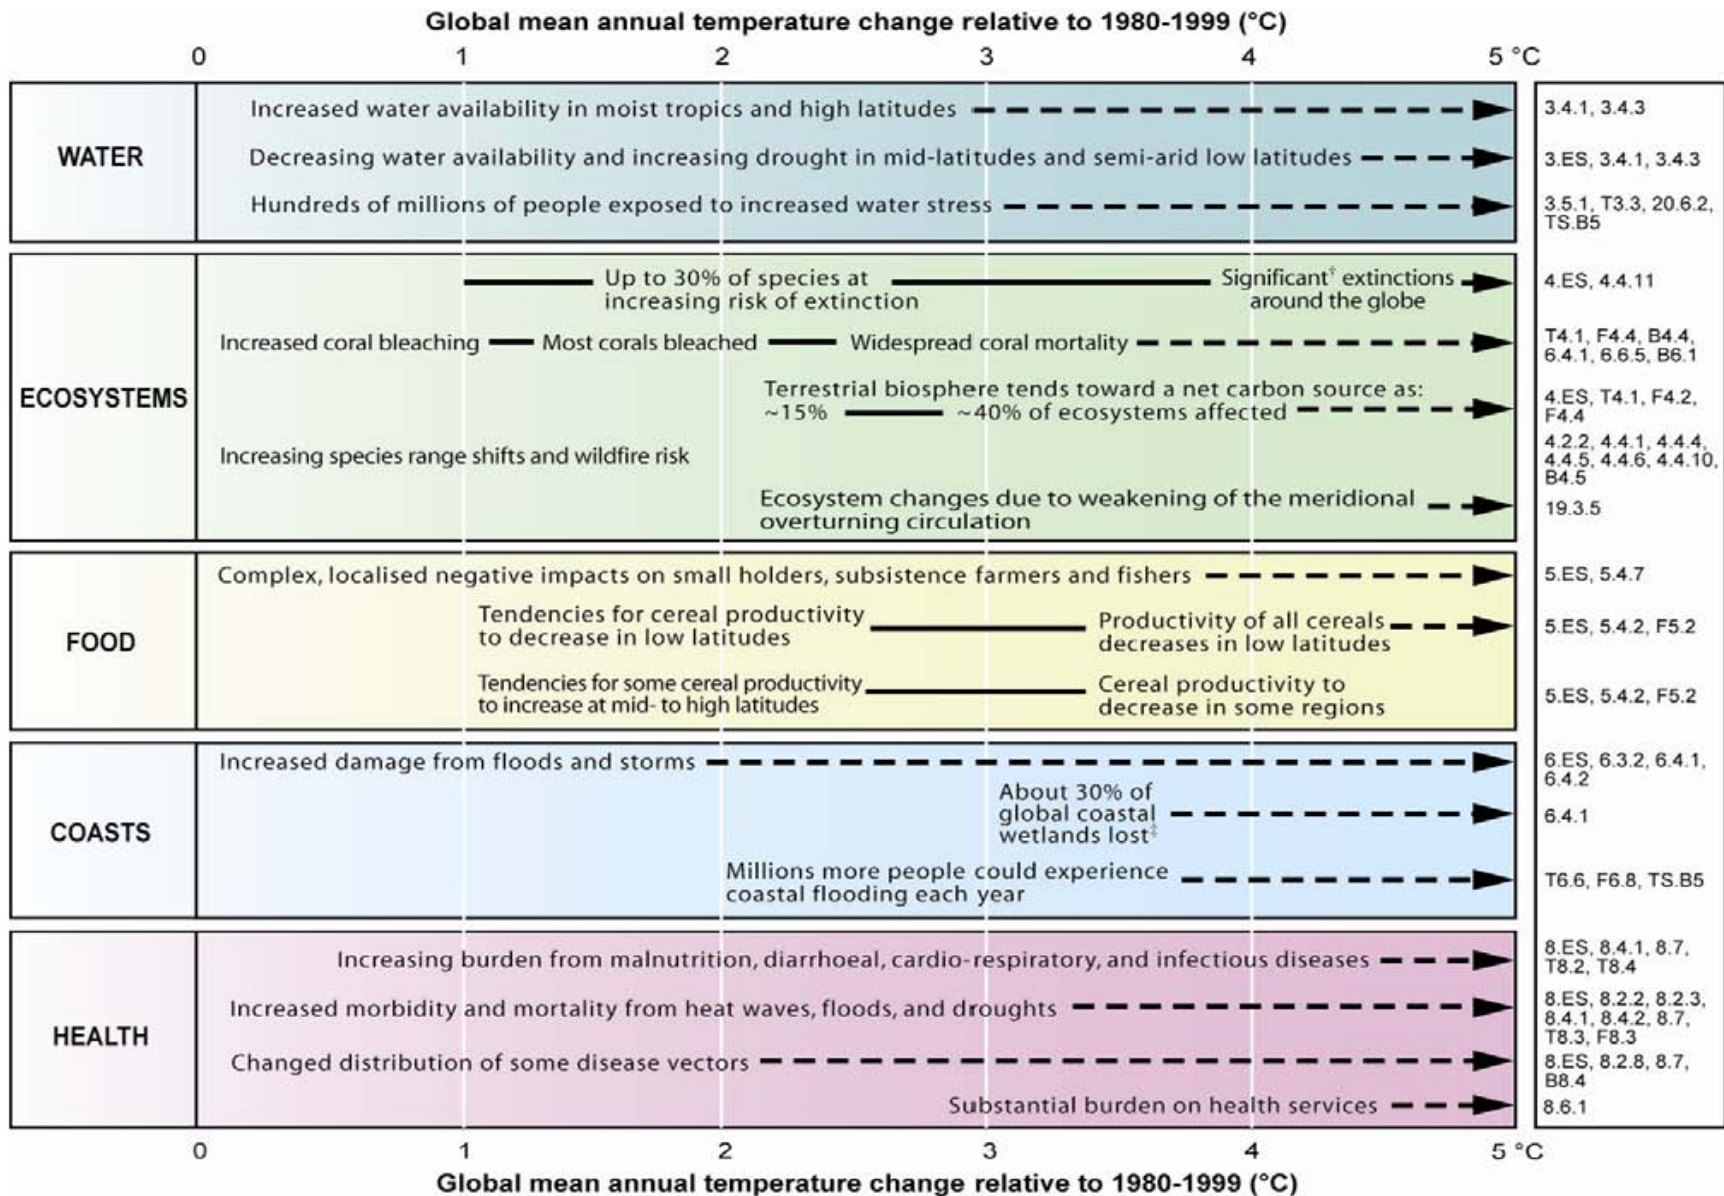 Global mean annual temperature change relative to 1980-1999 (°C)
0 1 2 3 4 5 °C
WATER
Increased water availability in moist tropics and high latitudes
3.4.1, 3.4.3
Decreasing water availability and increasing drought in mid-latitudes and semi-arid low latitudes
3.ES, 3.4.1, 3.4.3
Hundreds of millions of people exposed to increased water stress
3.5.1, T3.3, 20.6.2,
TS.B5
ECOSYSTEMS
Up to 30% of species at
increasing risk of extinction
Significant† extinctions
around the globe
4.ES, 4.4.11
Increased coral bleaching
Most corals bleached
Widespread coral mortality
T4.1, F4.4, B4.4,
6.4.1, 6.6.5, B6.1
Terrestrial biosphere tends toward a net carbon source as:
~15%
~40% of ecosystems affected
4.ES, T4.1, F4.2,
F4.4
Increasing species range shifts and wildfire risk
4.2.2, 4.4.1, 4.4.4,
4.4.5, 4.4.6, 4.4.10,
B4.5
Ecosystem changes due to weakening of the meridional
overturning circulation
19.3.5
FOOD
Complex, localised negative impacts on small holders, subsistence farmers and fishers
5.ES, 5.4.7
Tendencies for cereal productivity
to decrease in low latitudes
Productivity of all cereals
decreases in low latitudes
5.ES, 5.4.2, F5.2
Tendencies for some cereal productivity
to increase at mid- to high latitudes
Cereal productivity to
decrease in some regions
5.ES, 5.4.2, F5.2
COASTS
Increased damage from floods and storms
6.ES, 6.3.2, 6.4.1,
6.4.2
About 30% of
global coastal
wetlands lost‡
6.4.1
Millions more people could experience
coastal flooding each year
T6.6, F6.8, TS.B5
HEALTH
Increasing burden from malnutrition, diarrhoeal, cardio-respiratory, and infectious diseases
8.ES, 8.4.1, 8.7,
T8.2, T8.4
Increased morbidity and mortality from heat waves, floods, and droughts
8.ES, 8.2.2, 8.2.3,
8.4.1, 8.4.2, 8.7,
T8.3, F8.3
Changed distribution of some disease vectors
8.ES, 8.2.8, 8.7,
B8.4
Substantial burden on health services
8.6.1
0 1 2 3 4 5 °C
Global mean annual temperature change relative to 1980-1999 (°C)